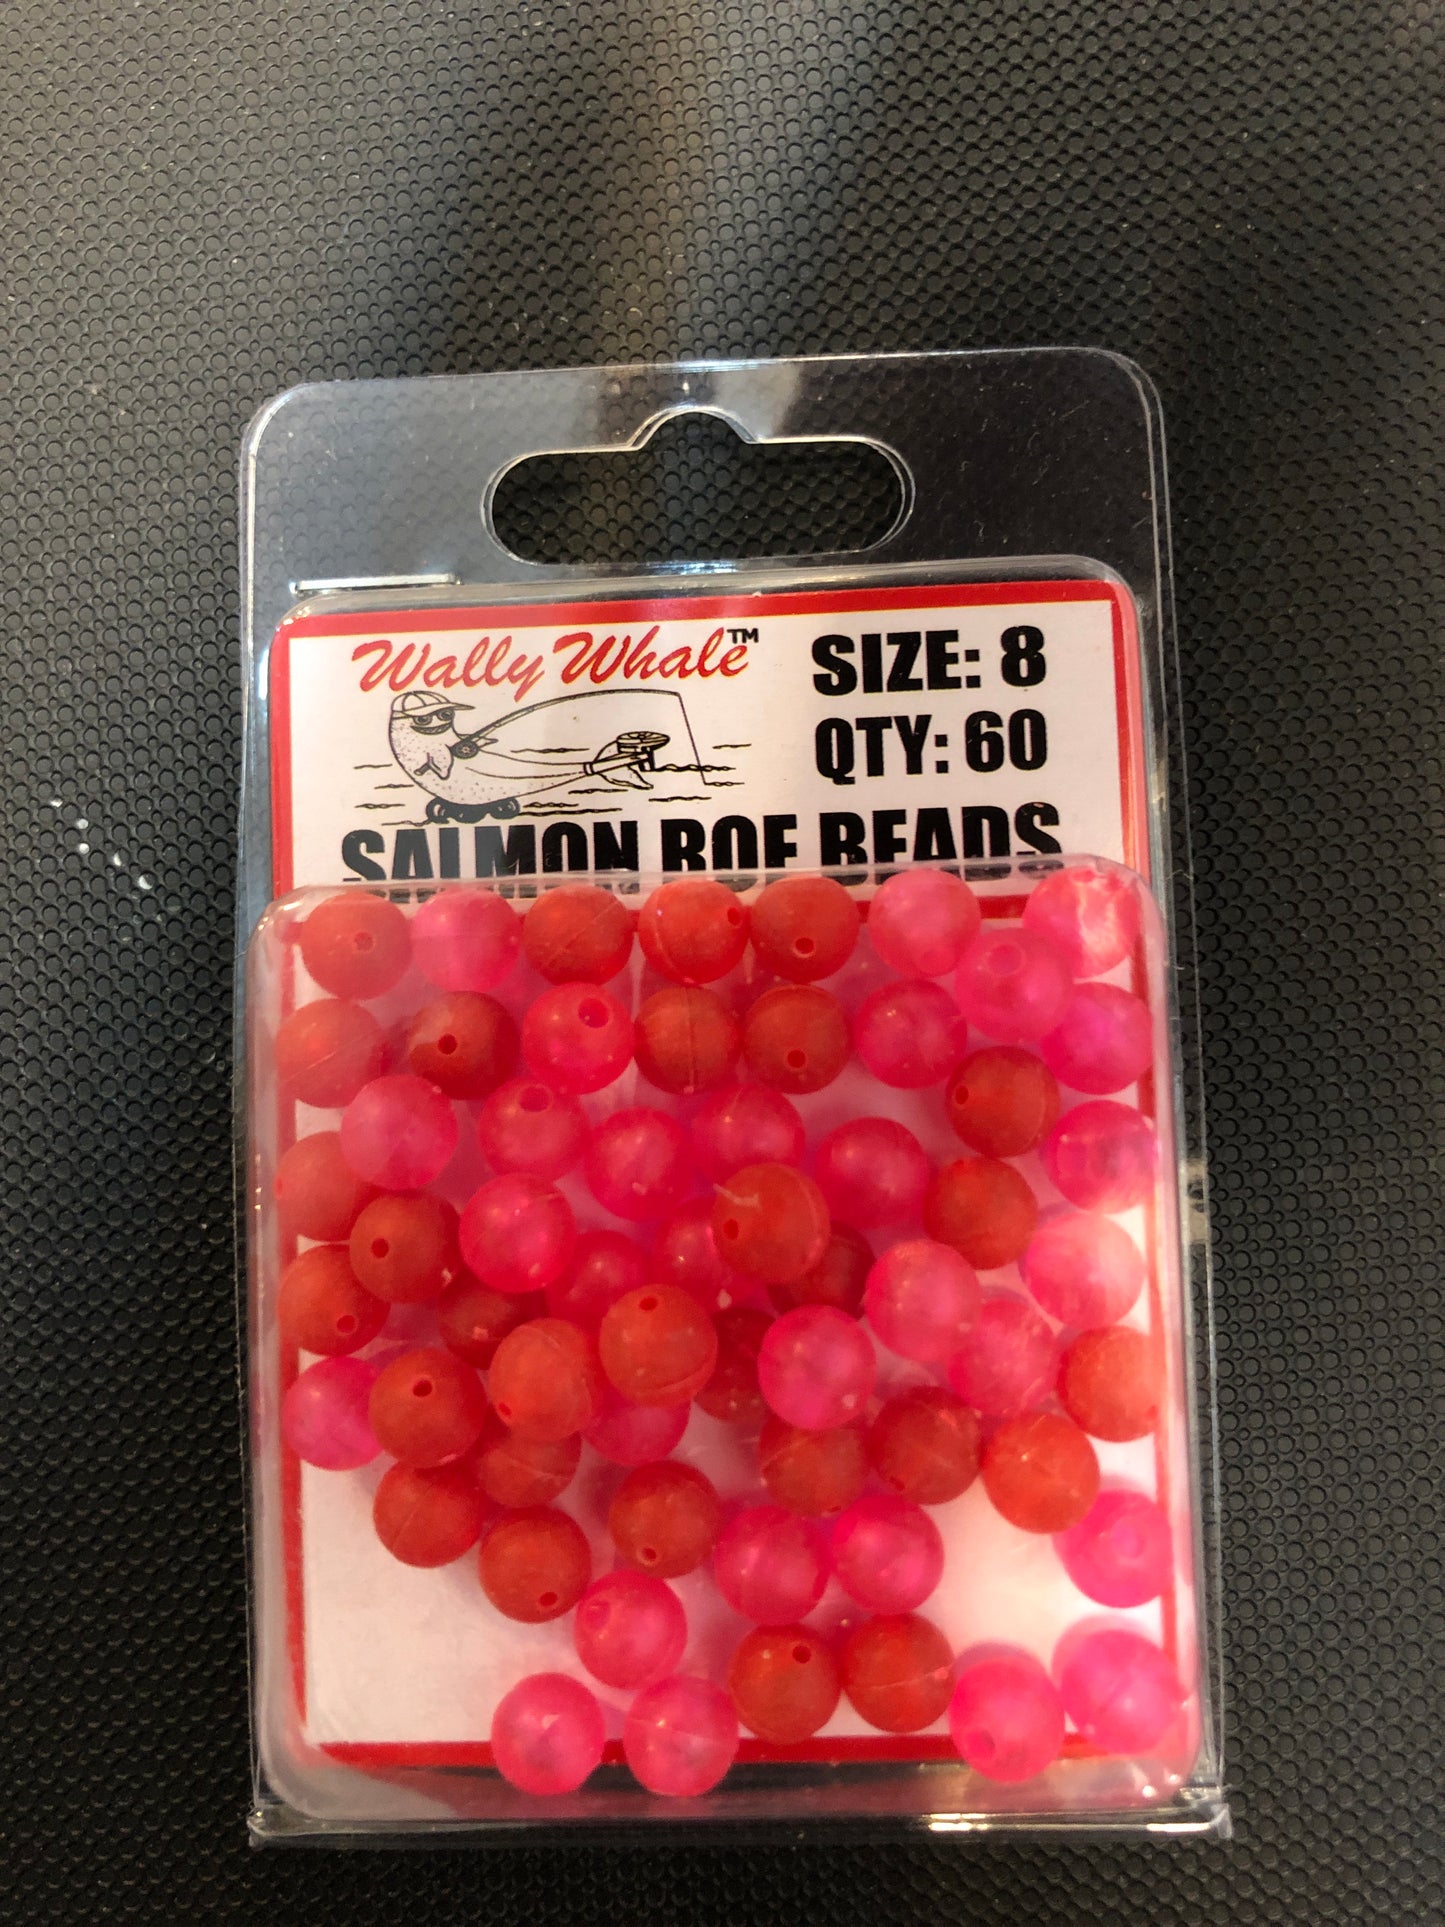 Wally Whale™
SIZE: 8
QTY: 60
SALMON ROE BEADS